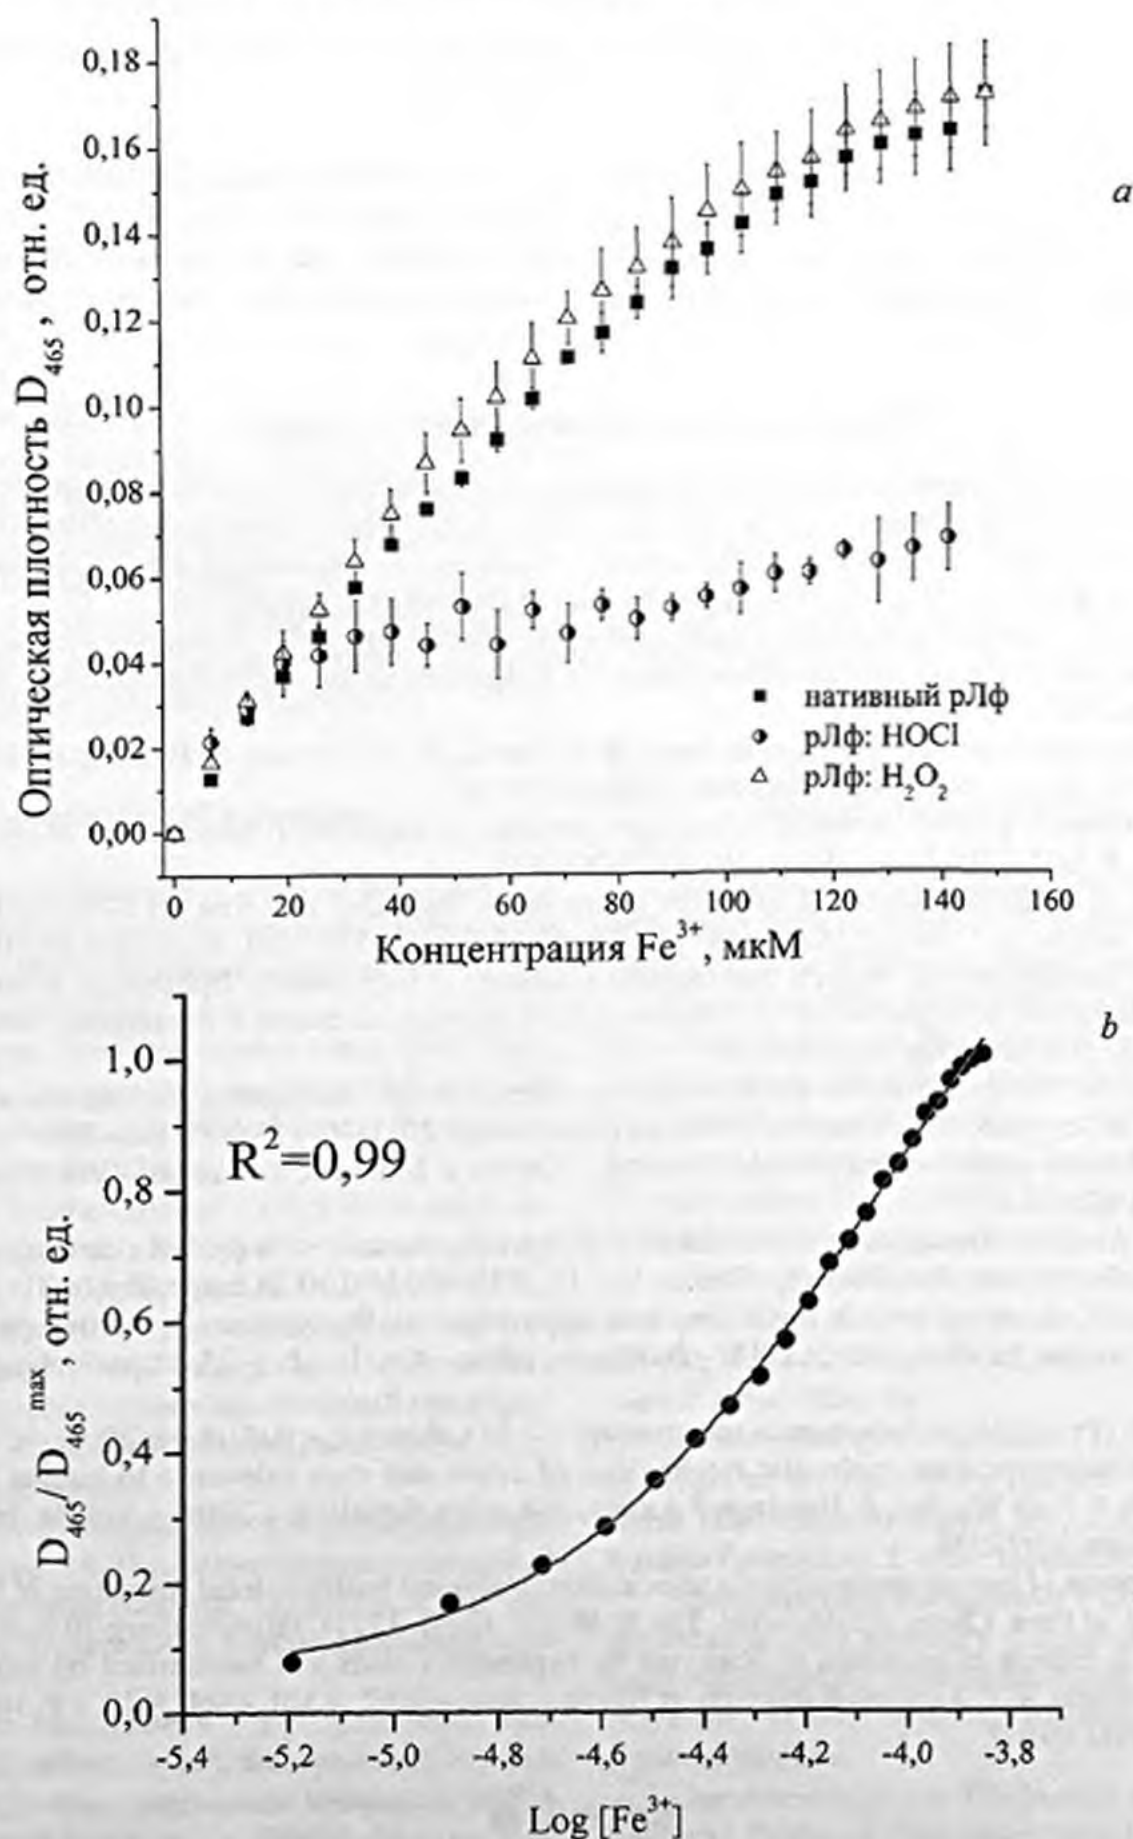 0,18
0,16
0,14
0,12
0,10
0,08
0,06
0,04
0,02
0,00
Оптическая плотность D465 , отн. ед.
a
нативный рЛф
рЛф: HOCl
рЛф: H2O2
0 20 40 60 80 100 120 140 160
Концентрация Fe3+, мкМ
b
1,0
0,8
0,6
0,4
0,2
0,0
R2=0,99
D465/D465max, отн. ед.
-5,4 -5,2 -5,0 -4,8 -4,6 -4,4 -4,2 -4,0 -3,8
Log [Fe3+]